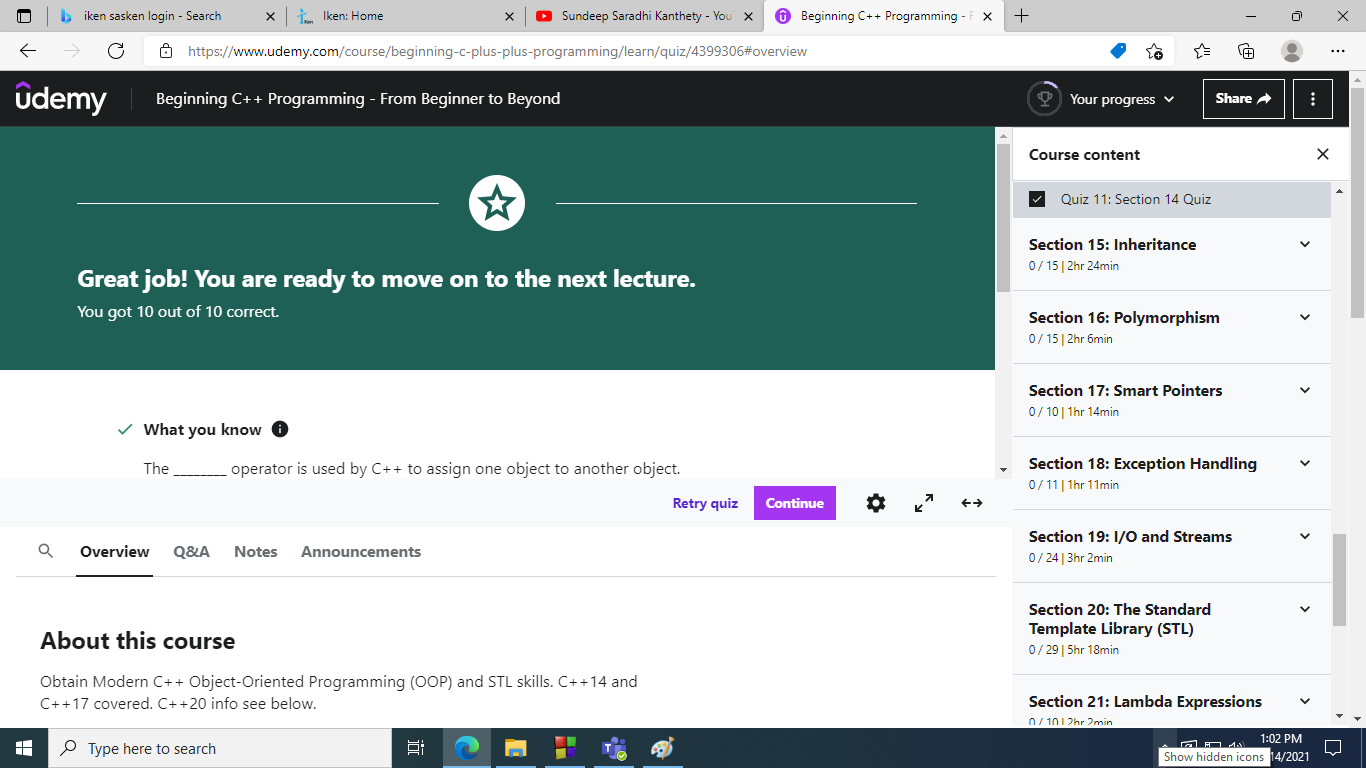 iken sasken login - Search
Iken: Home
Sundeep Saradhi Kanthety - You
Beginning C++ Programming - F
https://www.udemy.com/course/beginning-c-plus-plus-programming/learn/quiz/4399306#overview
udemy
Beginning C++ Programming - From Beginner to Beyond
Your progress
Share
Great job! You are ready to move on to the next lecture.
You got 10 out of 10 correct.
What you know
The ________ operator is used by C++ to assign one object to another object.
Retry quiz
Continue
Overview
Q&A
Notes
Announcements
About this course
Obtain Modern C++ Object-Oriented Programming (OOP) and STL skills. C++14 and
C++17 covered. C++20 info see below.
Course content
Quiz 11: Section 14 Quiz
Section 15: Inheritance
0 / 15 | 2hr 24min
Section 16: Polymorphism
0 / 15 | 2hr 6min
Section 17: Smart Pointers
0 / 10 | 1hr 14min
Section 18: Exception Handling
0 / 11 | 1hr 11min
Section 19: I/O and Streams
0 / 24 | 3hr 2min
Section 20: The Standard
Template Library (STL)
0 / 29 | 5hr 18min
Section 21: Lambda Expressions
0 / 10 | 2hr 2min
Type here to search
1:02 PM
14/2021
Show hidden icons